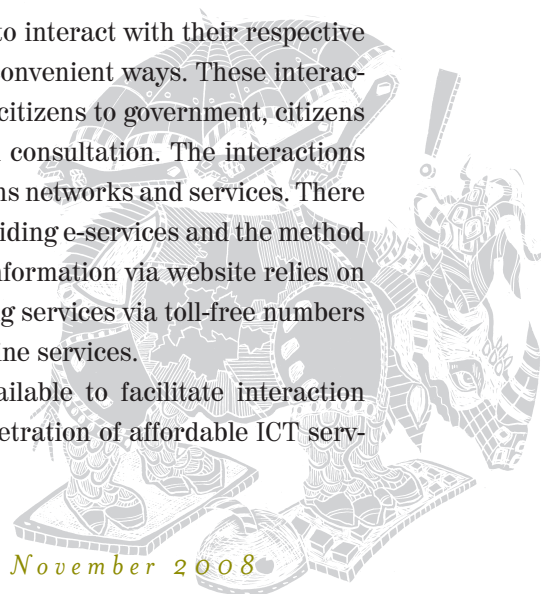 to interact with their respective
onvenient ways. These interac-
citizens to government, citizens
consultation. The interactions
ns networks and services. There
iding e-services and the method
nformation via website relies on
g services via toll-free numbers
ine services.
ailable to facilitate interaction
etration of affordable ICT serv-
November 2008